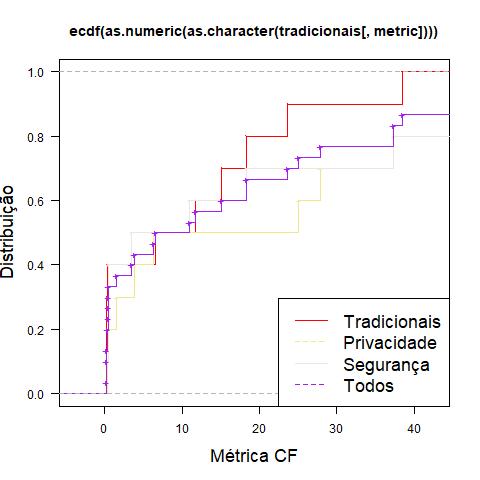 ecdf(as.numeric(as.character(tradicionais[, metric])))
Distribuição
1.0
0.8
0.6
0.4
0.2
0.0
Tradicionais
Privacidade
Segurança
Todos
0 10 20 30 40
Métrica CF